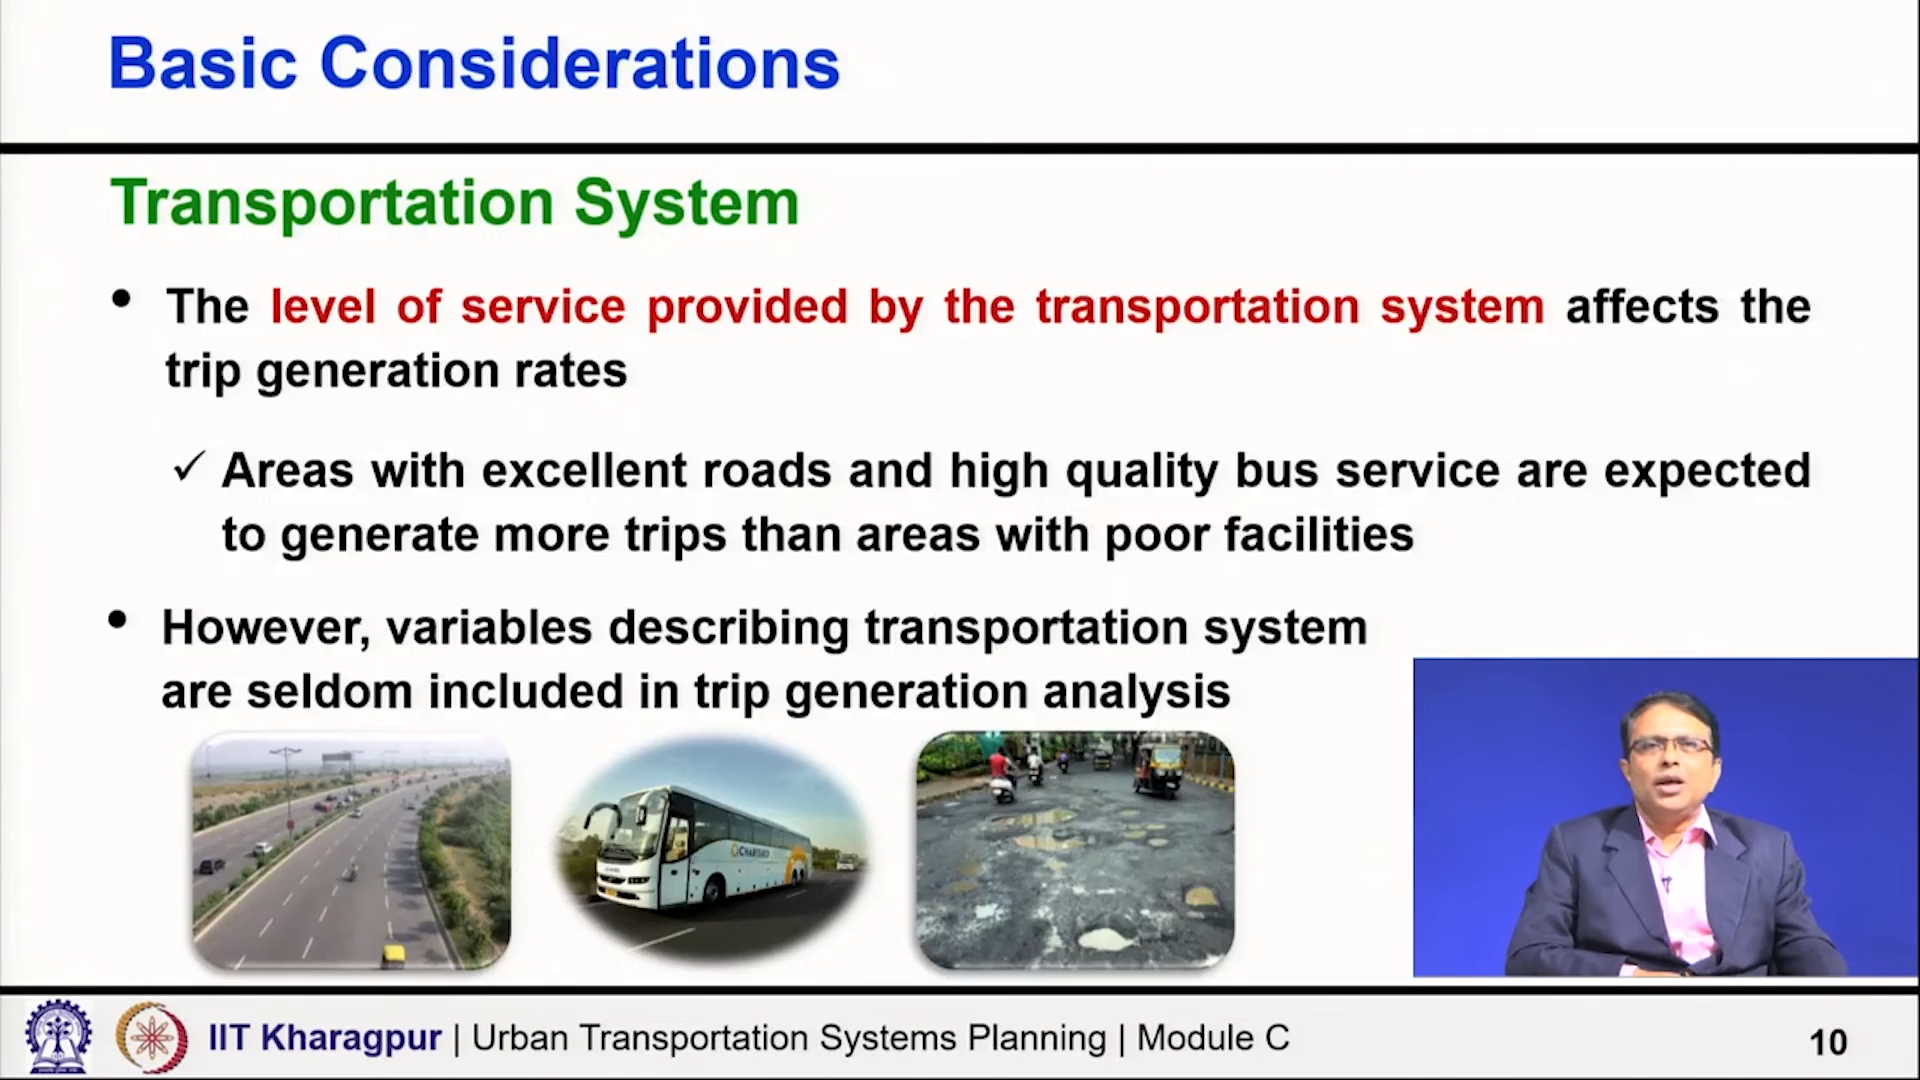 Basic Considerations
Transportation System
• The level of service provided by the transportation system affects the
trip generation rates
✓ Areas with excellent roads and high quality bus service are expected
to generate more trips than areas with poor facilities
• However, variables describing transportation system
are seldom included in trip generation analysis
IIT Kharagpur | Urban Transportation Systems Planning | Module C
10